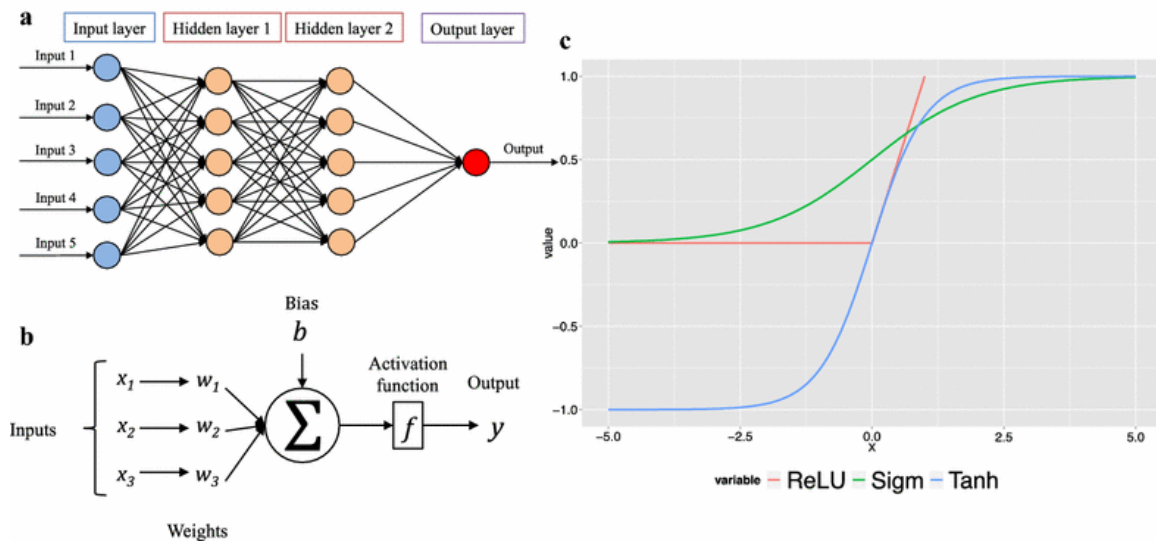 a
Input layer
Hidden layer 1
Hidden layer 2
Output layer
Input 1
Input 2
Input 3
Input 4
Input 5
Output
b
Bias
b
Activation
function
Output
Inputs
x1 w1
x2 w2
x3 w3
Σ
f
y
Weights
c
1.0
0.5
0.0
−0.5
−1.0
value
−5.0 −2.5 0.0 2.5 5.0
x
variable ReLU Sigm Tanh